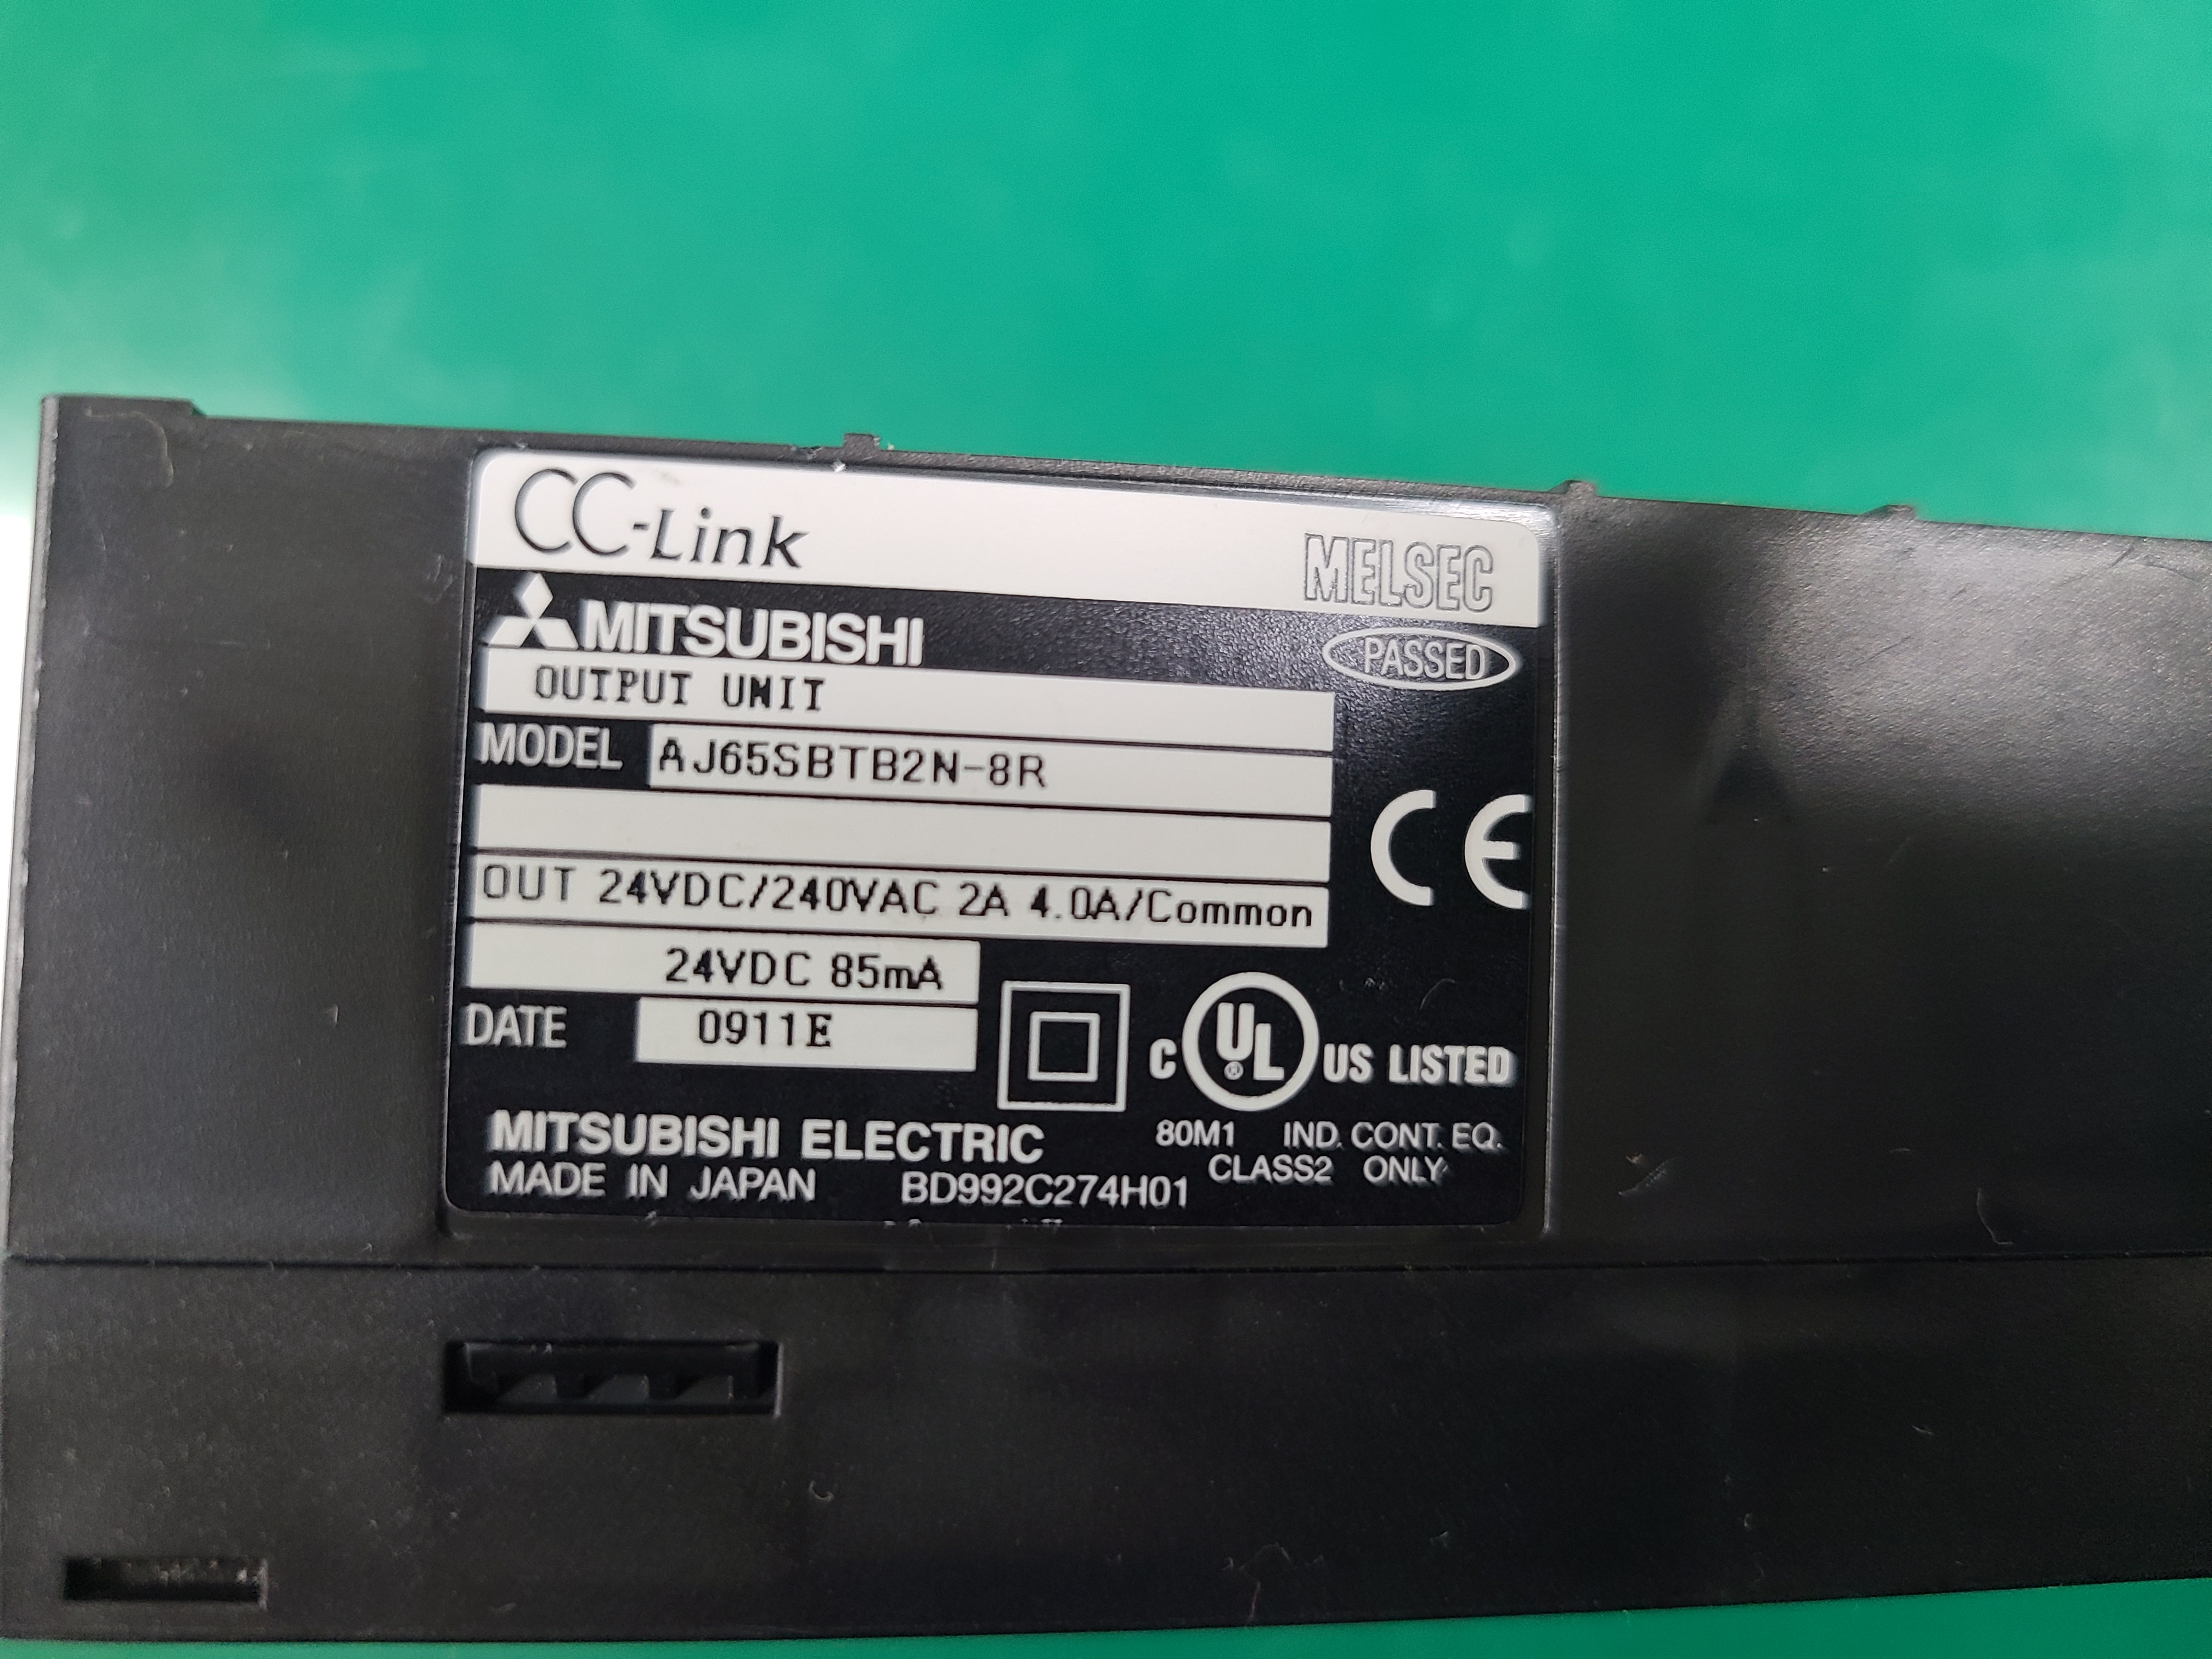 CC-Link
MELSEC
MITSUBISHI
PASSED
OUTPUT UNIT
MODEL AJ65SBTB2N-8R
CE
OUT 24VDC/240VAC 2A 4.0A/Common
24VDC 85mA
DATE 0911E
C UL® US LISTED
80M1 IND. CONT. EQ.
CLASS2 ONLY
MITSUBISHI ELECTRIC
MADE IN JAPAN BD992C274H01